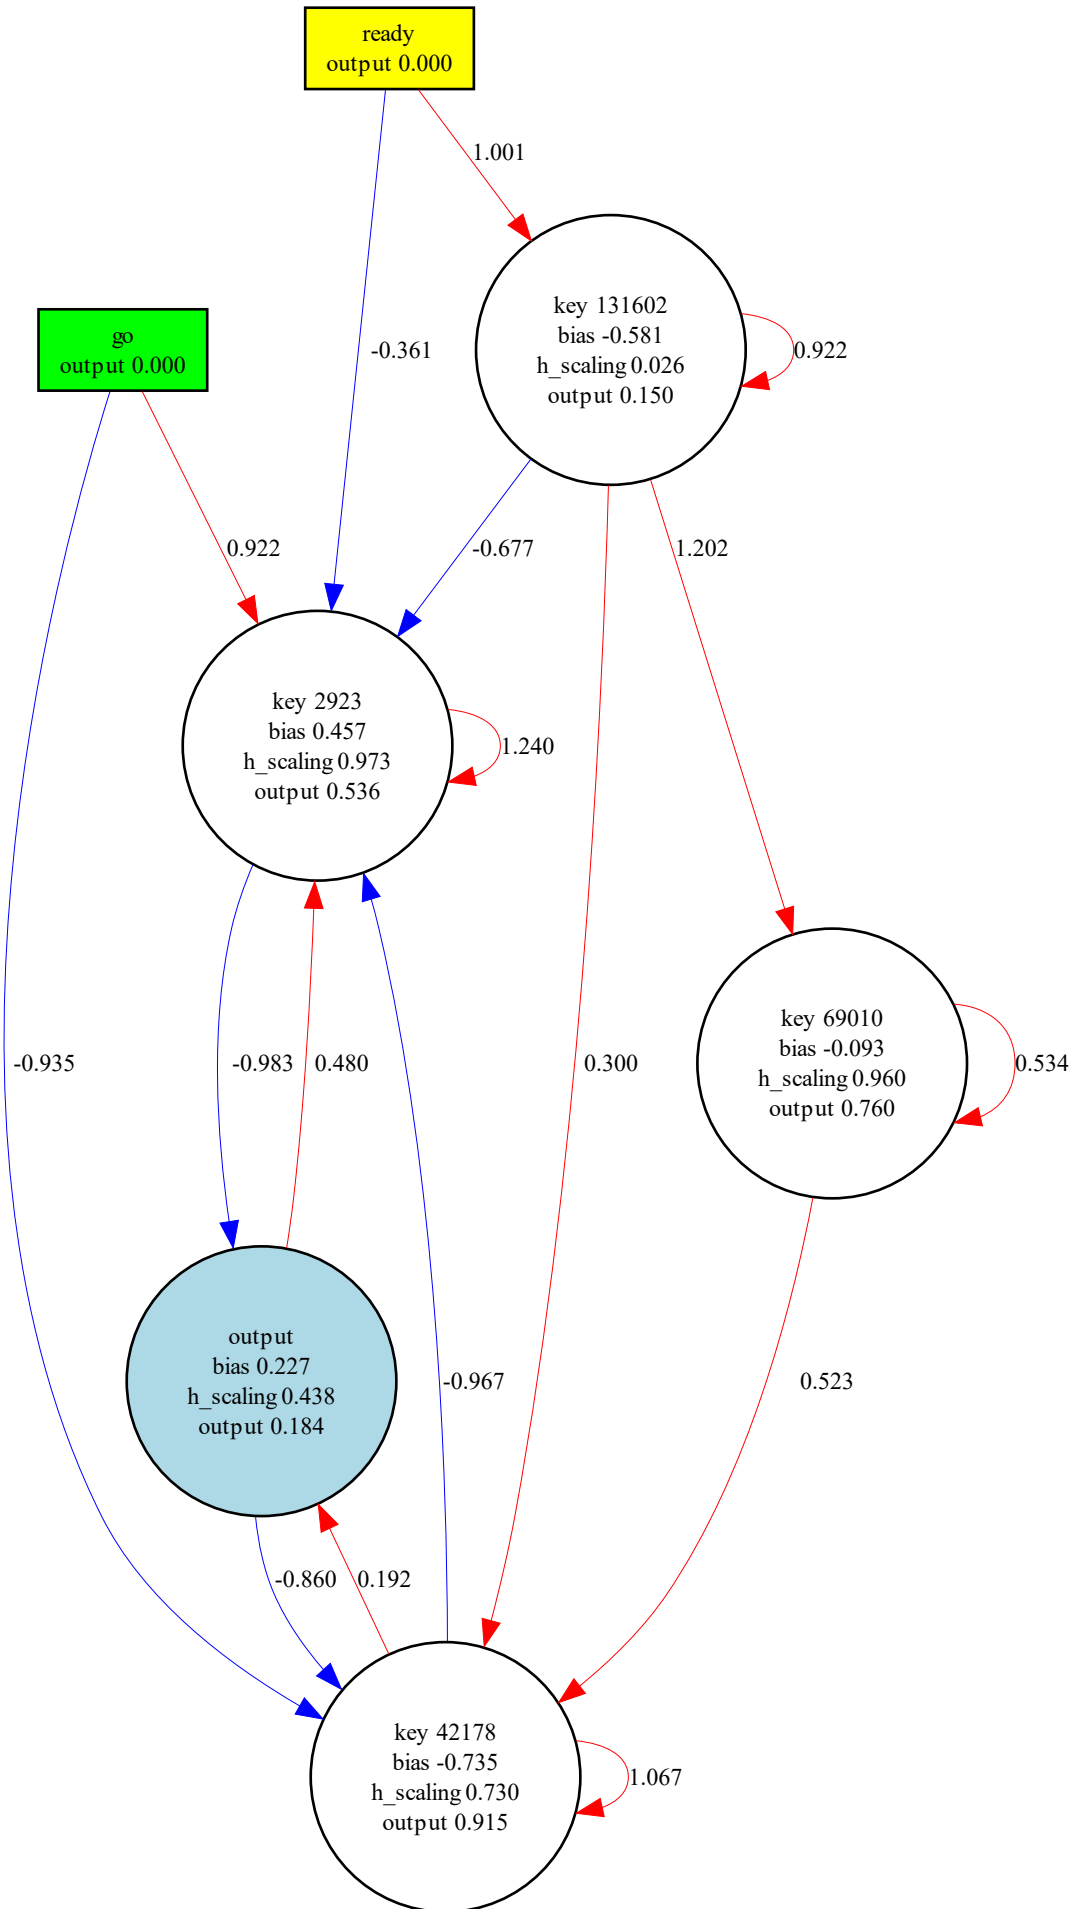 ready
output 0.000
1.001
key 131602
bias -0.581
h_scaling 0.026
output 0.150
0.922
go
output 0.000
-0.361
0.922
-0.677
1.202
key 2923
bias 0.457
h_scaling 0.973
output 0.536
1.240
key 69010
bias -0.093
h_scaling 0.960
output 0.760
0.534
-0.935
-0.983
0.480
0.300
output
bias 0.227
h_scaling 0.438
output 0.184
-0.967
0.523
-0.860
0.192
key 42178
bias -0.735
h_scaling 0.730
output 0.915
1.067